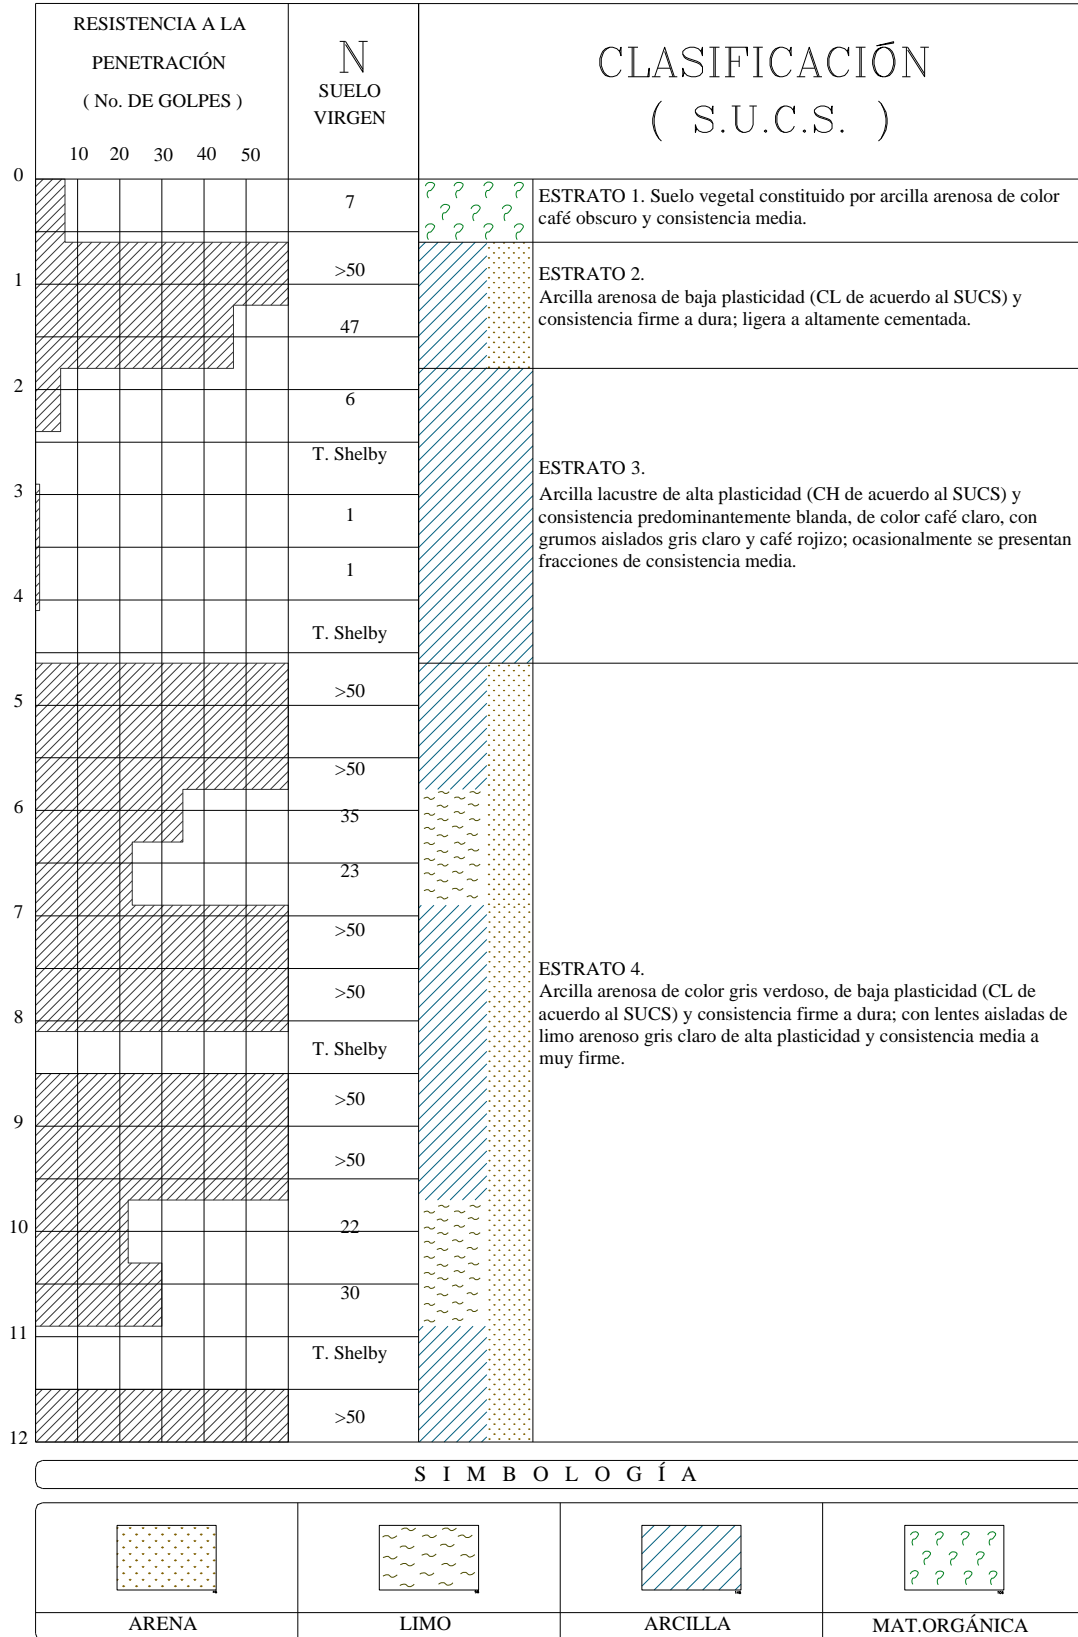 RESISTENCIA A LA
PENETRACIÓN
( No. DE GOLPES )
10 20 30 40 50
N
SUELO
VIRGEN
CLASIFICACIÓN
( S.U.C.S. )
0
1
2
3
4
5
6
7
8
9
10
11
12
7
>50
47
6
T. Shelby
1
1
T. Shelby
>50
>50
35
23
>50
>50
T. Shelby
>50
>50
22
30
T. Shelby
>50
ESTRATO 1. Suelo vegetal constituido por arcilla arenosa de color
café obscuro y consistencia media.
ESTRATO 2.
Arcilla arenosa de baja plasticidad (CL de acuerdo al SUCS) y
consistencia firme a dura; ligera a altamente cementada.
ESTRATO 3.
Arcilla lacustre de alta plasticidad (CH de acuerdo al SUCS) y
consistencia predominantemente blanda, de color café claro, con
grumos aislados gris claro y café rojizo; ocasionalmente se presentan
fracciones de consistencia media.
ESTRATO 4.
Arcilla arenosa de color gris verdoso, de baja plasticidad (CL de
acuerdo al SUCS) y consistencia firme a dura; con lentes aisladas de
limo arenoso gris claro de alta plasticidad y consistencia media a
muy firme.
SIMBOLOGÍA
ARENA
LIMO
ARCILLA
MAT.ORGÁNICA